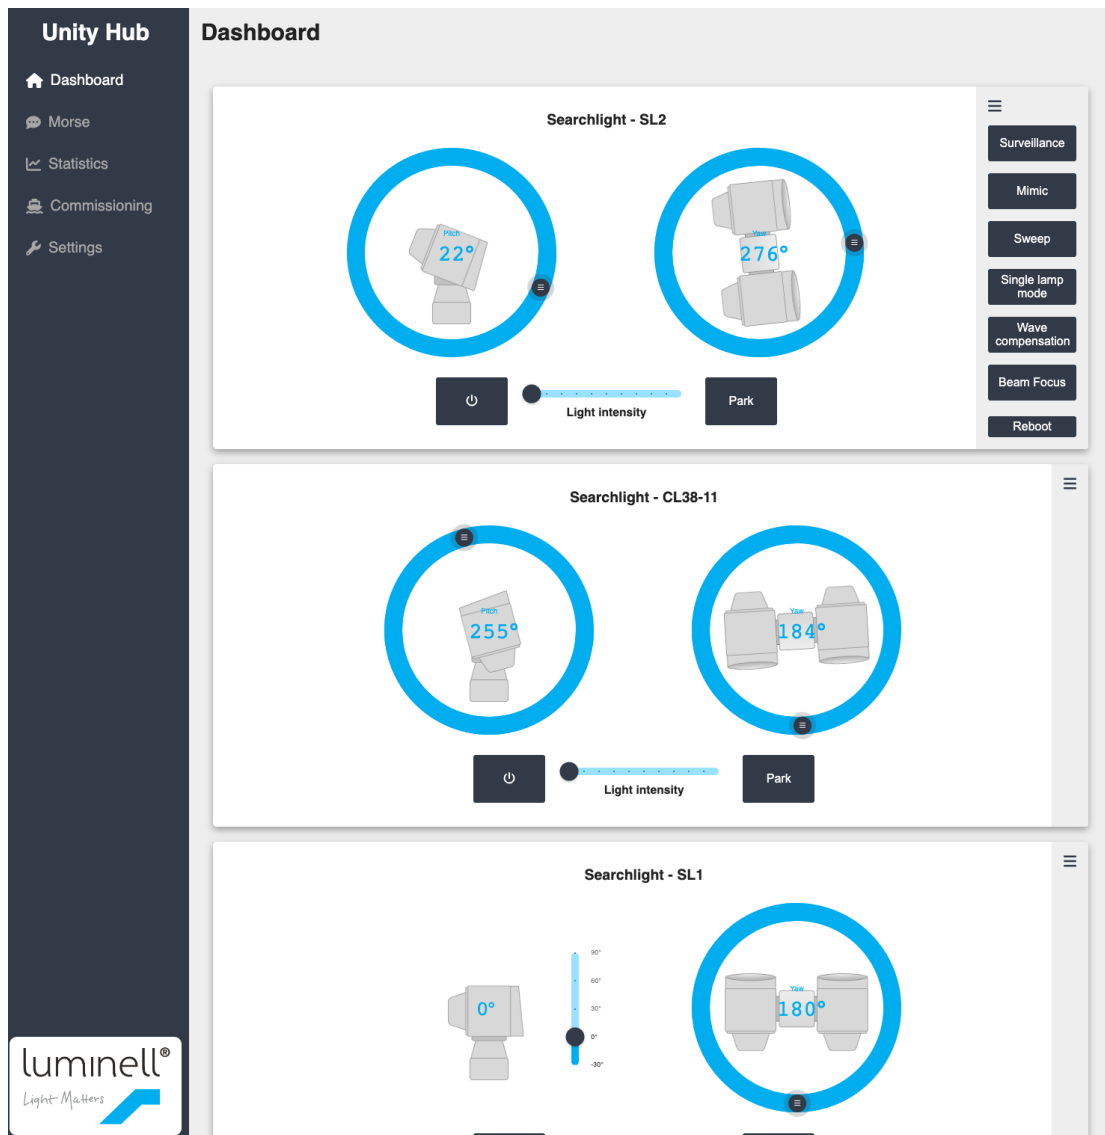 Unity Hub
Dashboard
Morse
Statistics
Commissioning
Settings
luminell®
Light Matters
Dashboard
Searchlight - SL2
Pitch
22°
Yaw
276°
Light intensity
Park
Surveillance
Mimic
Sweep
Single lamp
mode
Wave
compensation
Beam Focus
Reboot
Searchlight - CL38-11
Pitch
255°
Yaw
184°
Light intensity
Park
Searchlight - SL1
0°
90°
60°
30°
0°
-30°
Yaw
180°